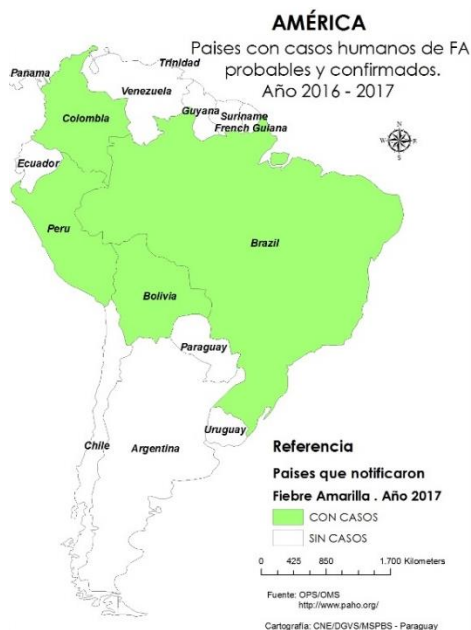 AMÉRICA
Paises con casos humanos de FA
probables y confirmados.
Año 2016 - 2017
Trinidad
Panama
Venezuela
Guyana
Suriname
French Guiana
Colombia
Ecuador
N
W
E
S
Peru
Brazil
Bolivia
Paraguay
Uruguay
Chile
Argentina
Referencia
Paises que notificaron
Fiebre Amarilla . Año 2017
CON CASOS
SIN CASOS
0 425 850 1.700 Kilometers
Fuente: OPS/OMS
http://www.paho.org/
Cartografía: CNE/DGVS/MSPBS - Paraguay